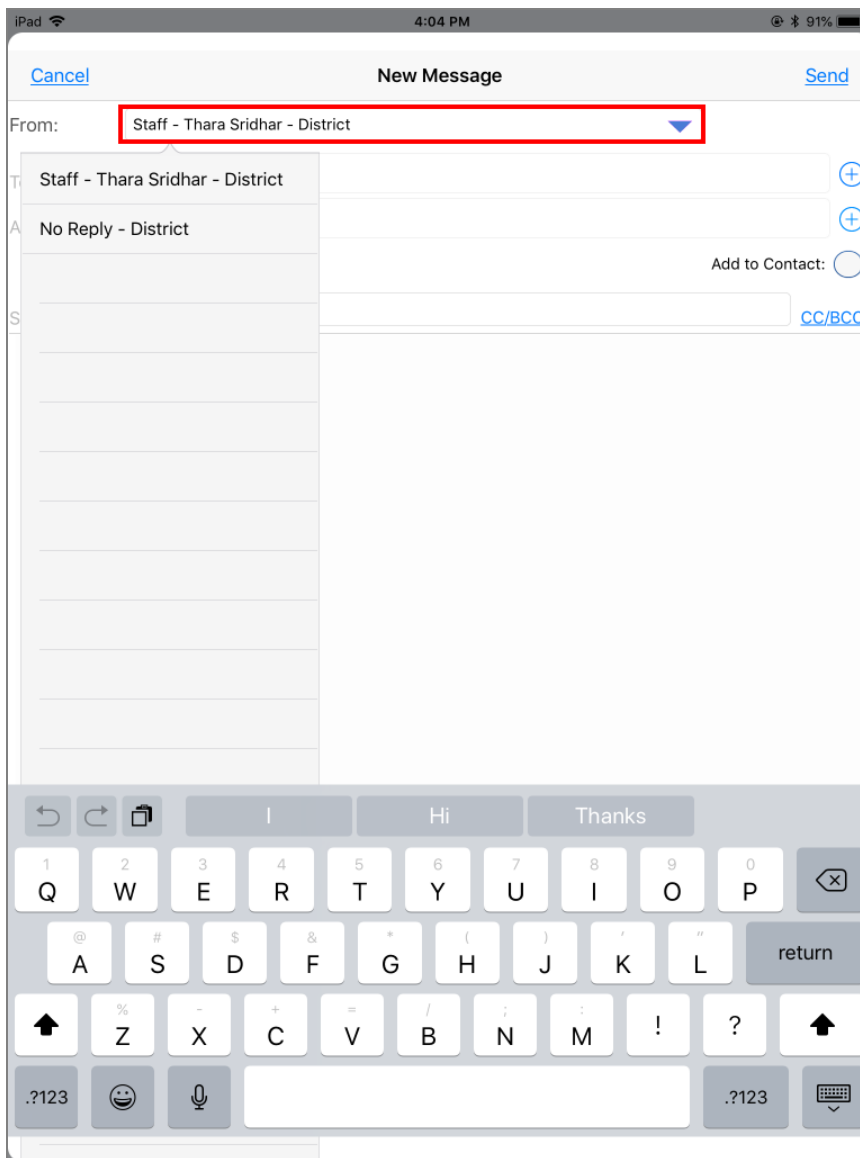 iPad 4:04 PM 91%
Cancel New Message Send
From: Staff - Thara Sridhar - District
T Staff - Thara Sridhar - District
A No Reply - District
Add to Contact:
S CC/BCC
I Hi Thanks
1 2 3 4 5 6 7 8 9 0
Q W E R T Y U I O P
@ # $ & * ( ) ' "
A S D F G H J K L return
% - + = / ; :
Z X C V B N M ! ?
.?123 .?123